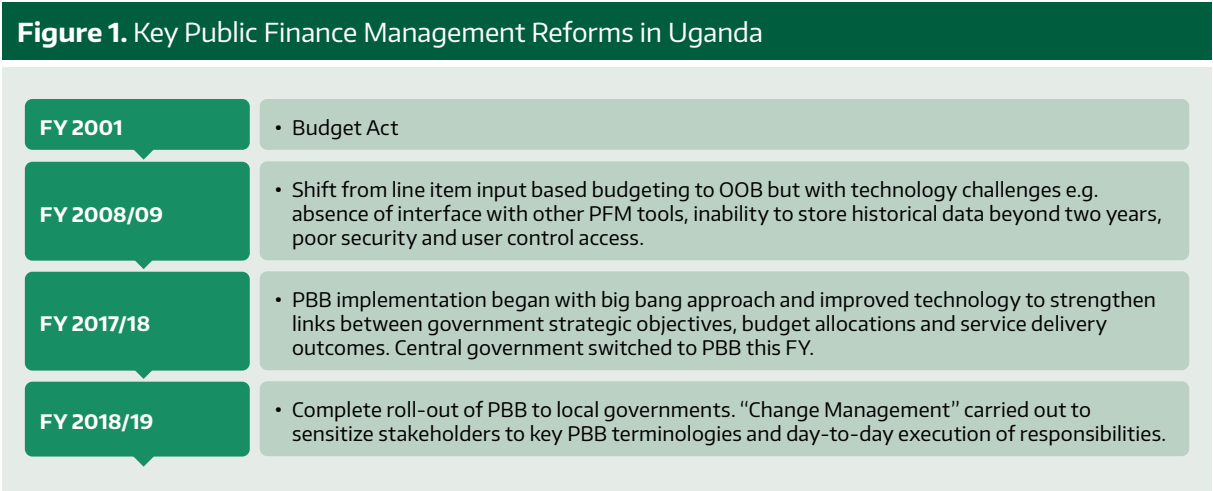 Figure 1. Key Public Finance Management Reforms in Uganda
FY 2001
• Budget Act
FY 2008/09
• Shift from line item input based budgeting to OOB but with technology challenges e.g.
absence of interface with other PFM tools, inability to store historical data beyond two years,
poor security and user control access.
FY 2017/18
• PBB implementation began with big bang approach and improved technology to strengthen
links between government strategic objectives, budget allocations and service delivery
outcomes. Central government switched to PBB this FY.
FY 2018/19
• Complete roll-out of PBB to local governments. “Change Management” carried out to
sensitize stakeholders to key PBB terminologies and day-to-day execution of responsibilities.